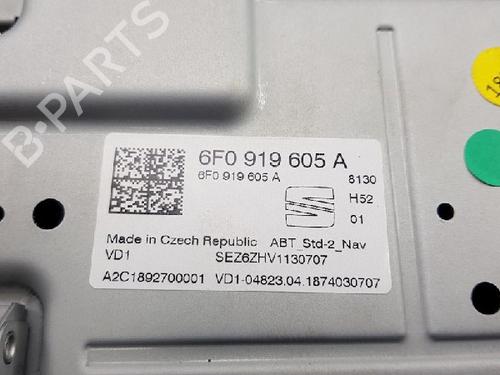 B-PARTS
18
6F0 919 605 A
6F0 919 605 A 8130
H52
01
Made in Czech Republic ABT_Std-2_Nav
VD1 SEZ6ZHV1130707
A2C1892700001 VD1-04823.04.1874030707